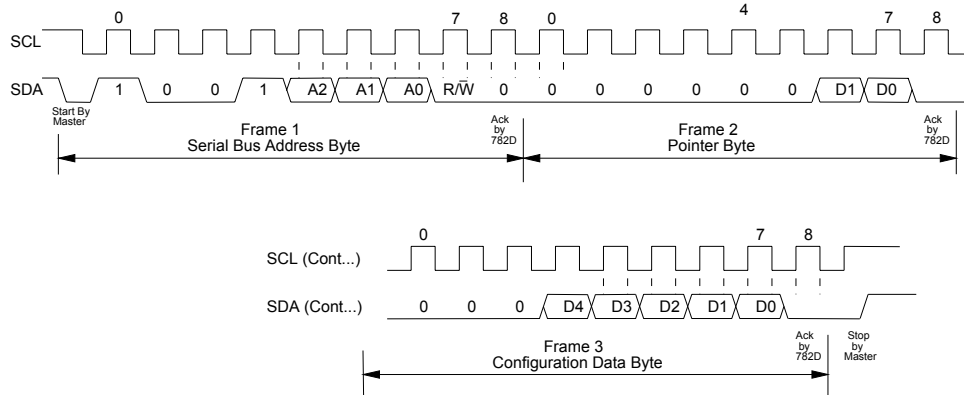 0 7 8 0 4 7 8
SCL
SDA 1 0 0 1 A2 A1 A0 R/W̅ 0 0 0 0 0 0 0 D1 D0
Start By
Master
Ack
by
782D
Ack
by
782D
Frame 1
Serial Bus Address Byte
Frame 2
Pointer Byte
0 7 8
SCL (Cont...)
SDA (Cont...) 0 0 0 D4 D3 D2 D1 D0
Ack
by
782D
Stop
by
Master
Frame 3
Configuration Data Byte